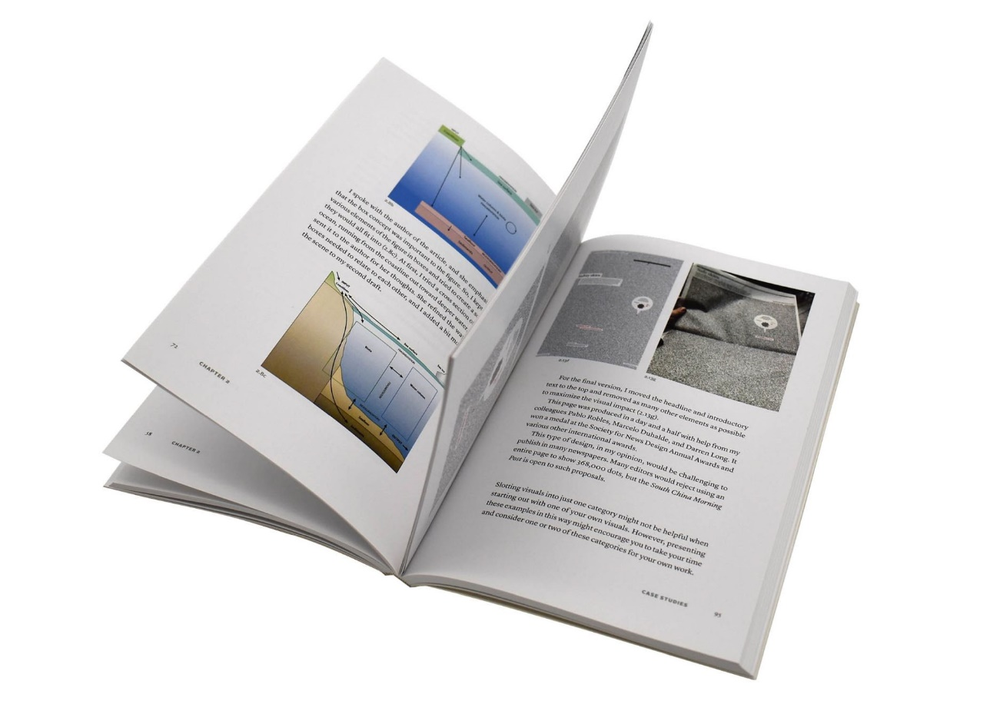 2.8b
I spoke with the author of the article, and she
that the box concept was important to the figure. So, I kept
various elements of the figure in boxes and tried to create a
they would all fit into (2.8c). At first, I tried a cross section
ocean, running from the coastline out toward deeper water,
sent it to the author for her thoughts. She refined the
boxes needed to relate to each other, and I added a bit
the scene to my second draft.
INPUT
Sea surface
OUTPUT
2.8c
72
CHAPTER 2
58
CHAPTER 2
2.13f
2.13g
For the final version, I moved the headline and introductory
text to the top and removed as many other elements as possible
to maximize the visual impact (2.13g).
This page was produced in a day and a half with help from my
colleagues Pablo Robles, Marcelo Duhalde, and Darren Long. It
won a medal at the Society for News Design Annual Awards and
various other international awards.
This type of design, in my opinion, would be challenging to
publish in many newspapers. Many editors would reject using an
entire page to show 368,000 dots, but the South China Morning
Post is open to such proposals.
Slotting visuals into just one category might not be helpful when
starting out with one of your own visuals. However, presenting
these examples in this way might encourage you to take your time
and consider one or two of these categories for your own work.
CASE STUDIES
95